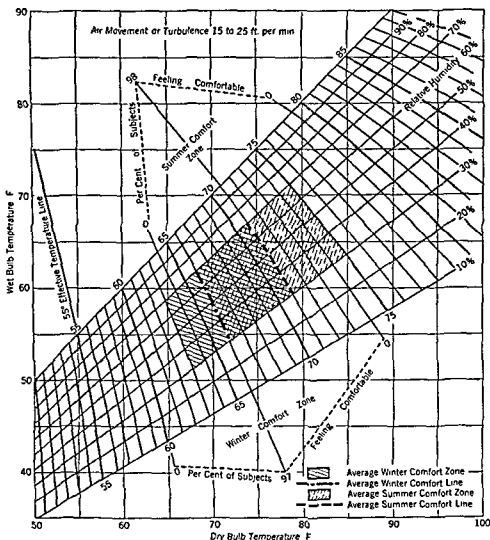 90
80
70
60
50
40
Wet Bulb Temperature F
Air Movement or Turbulence 15 to 25 ft. per min
98
Feeling Comfortable
0
Per Cent of Subjects
0
Summer Comfort Zone
55° Effective Temperature Line
55
60
65
70
75
80
85
90%
80%
70%
60%
50%
40%
30%
20%
10%
Relative Humidity
55
60
65
70
75
0
Feeling Comfortable
Winter Comfort Zone
0
Per Cent of Subjects
97
Average Winter Comfort Zone
Average Winter Comfort Line
Average Summer Comfort Zone
Average Summer Comfort Line
50
60
70
80
90
100
Dry Bulb Temperature F